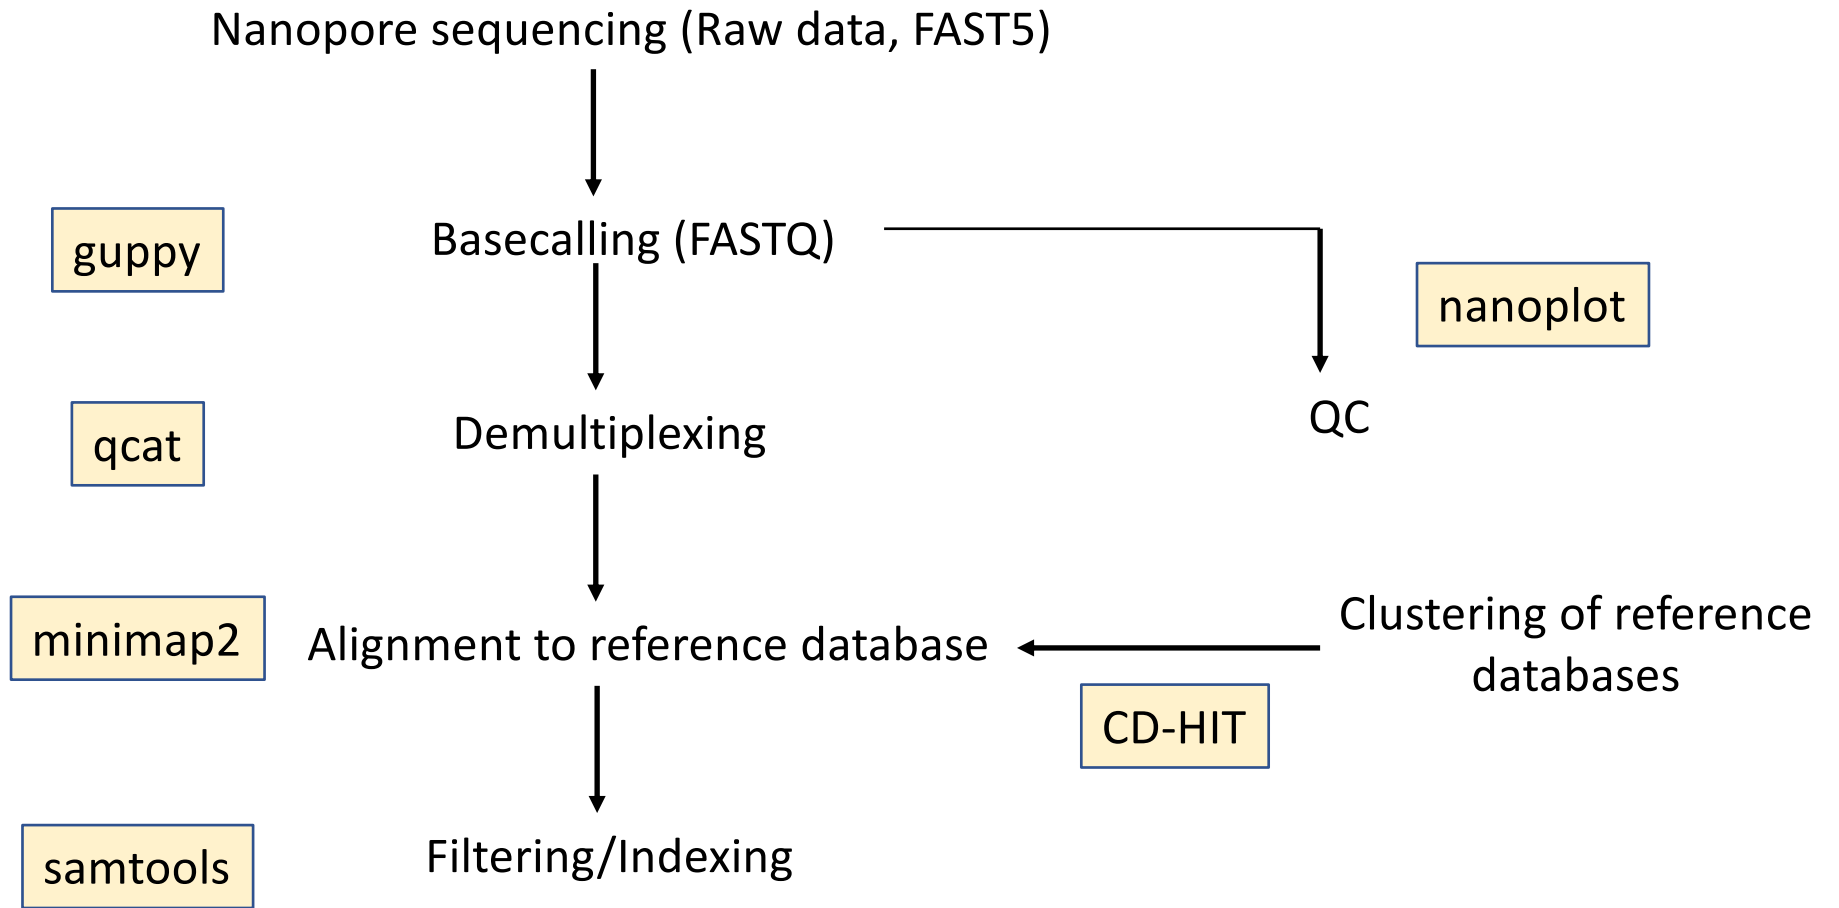 Nanopore sequencing (Raw data, FAST5)
guppy
Basecalling (FASTQ)
nanoplot
qcat
Demultiplexing
QC
minimap2
Alignment to reference database
Clustering of reference
databases
CD-HIT
samtools
Filtering/Indexing